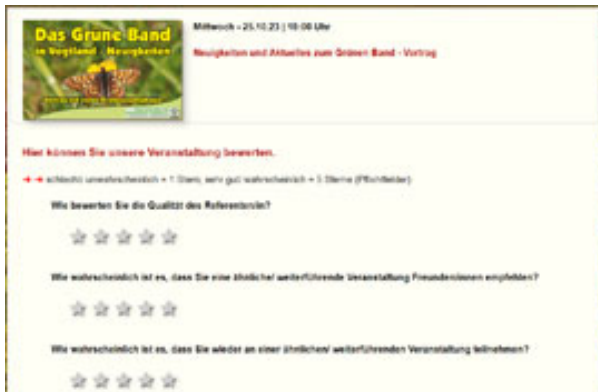 Das Grüne Band
im Vogtland - Neuigkeiten
Mittwoch - 25.10.23 | 18:00 Uhr
Neuigkeiten und Aktuelles zum Grünen Band - Vortrag
Hier können Sie unsere Veranstaltung bewerten.
schlecht/ unwahrscheinlich = 1 Stern, sehr gut/ wahrscheinlich = 5 Sterne (Pflichtfelder)
Wie bewerten Sie die Qualität des Referenten/in?
Wie wahrscheinlich ist es, dass Sie eine ähnliche/ weiterführende Veranstaltung Freunden/innen empfehlen?
Wie wahrscheinlich ist es, dass Sie wieder an einer ähnlichen/ weiterführenden Veranstaltung teilnehmen?